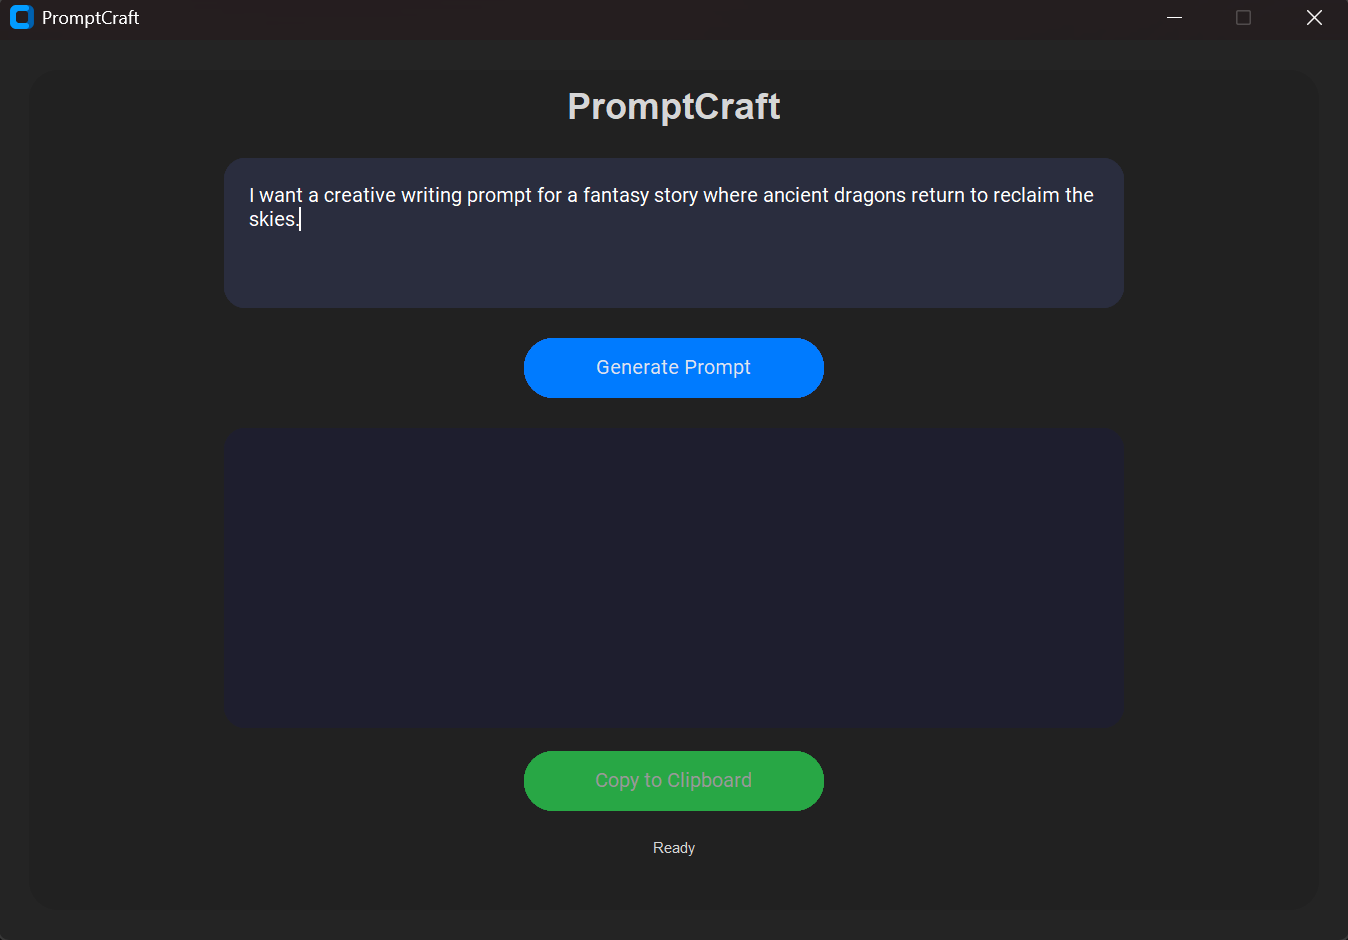 PromptCraft
PromptCraft
I want a creative writing prompt for a fantasy story where ancient dragons return to reclaim the
skies.
Generate Prompt
Copy to Clipboard
Ready